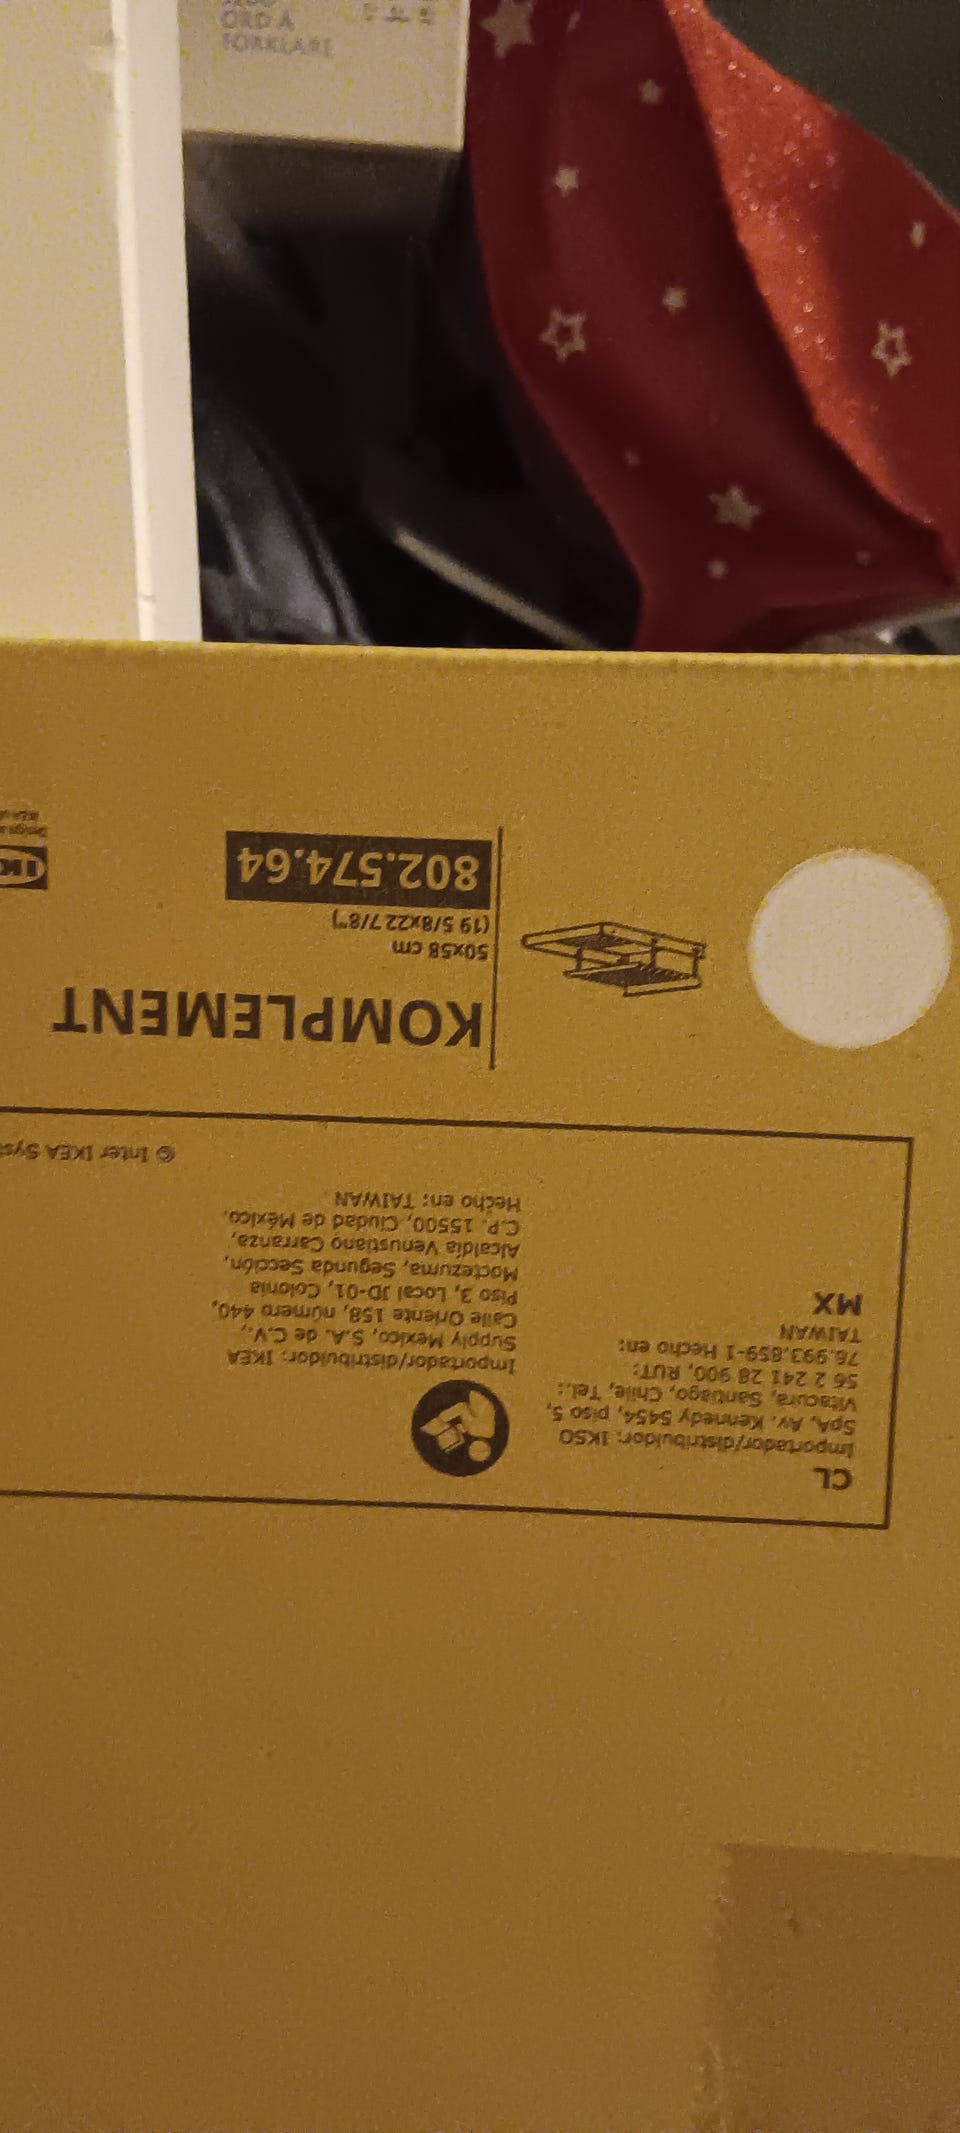 ORD Å
FORKLARE
KOMPLEMENT
50x58 cm
(19 5/8x22 7/8")
802.574.64
CL
Importador/distribuidor: IKSO
SpA, Av. Kennedy 5454, piso 5,
Vitacura, Santiago, Chile, Tel.:
56 2 241 28 900, RUT:
76.993.859-1 Hecho en:
TAIWAN
MX
Importador/distribuidor: IKEA
Supply Mexico, S.A. de C.V.,
Calle Oriente 158, número 440,
Piso 3, Local JD-01, Colonia
Moctezuma, Segunda Sección,
Alcaldía Venustiano Carranza,
C.P. 15500, Ciudad de México.
Hecho en: TAIWAN
© Inter IKEA Syst